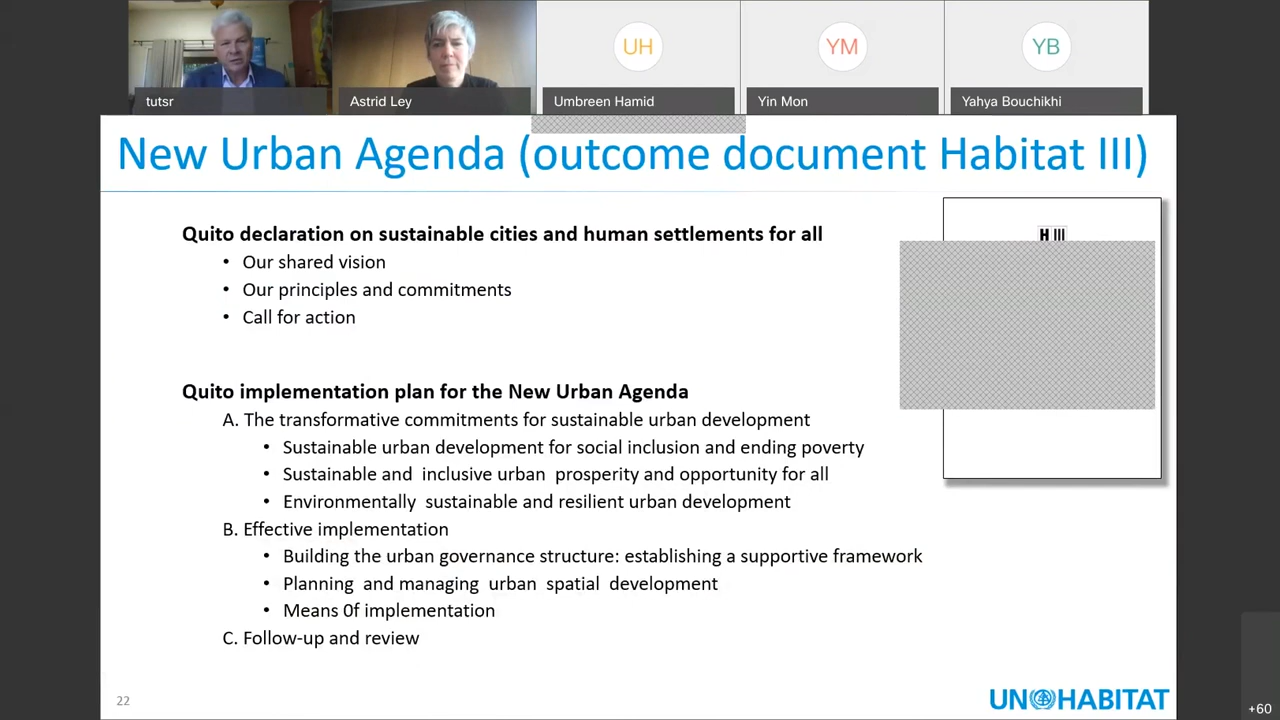 UH
YM
YB
tutsr
Astrid Ley
Umbreen Hamid
Yin Mon
Yahya Bouchikhi
New Urban Agenda (outcome document Habitat III)
Quito declaration on sustainable cities and human settlements for all
• Our shared vision
• Our principles and commitments
• Call for action
H III
Quito implementation plan for the New Urban Agenda
A. The transformative commitments for sustainable urban development
• Sustainable urban development for social inclusion and ending poverty
• Sustainable and inclusive urban prosperity and opportunity for all
• Environmentally sustainable and resilient urban development
B. Effective implementation
• Building the urban governance structure: establishing a supportive framework
• Planning and managing urban spatial development
• Means 0f implementation
C. Follow-up and review
22
UN HABITAT
+60